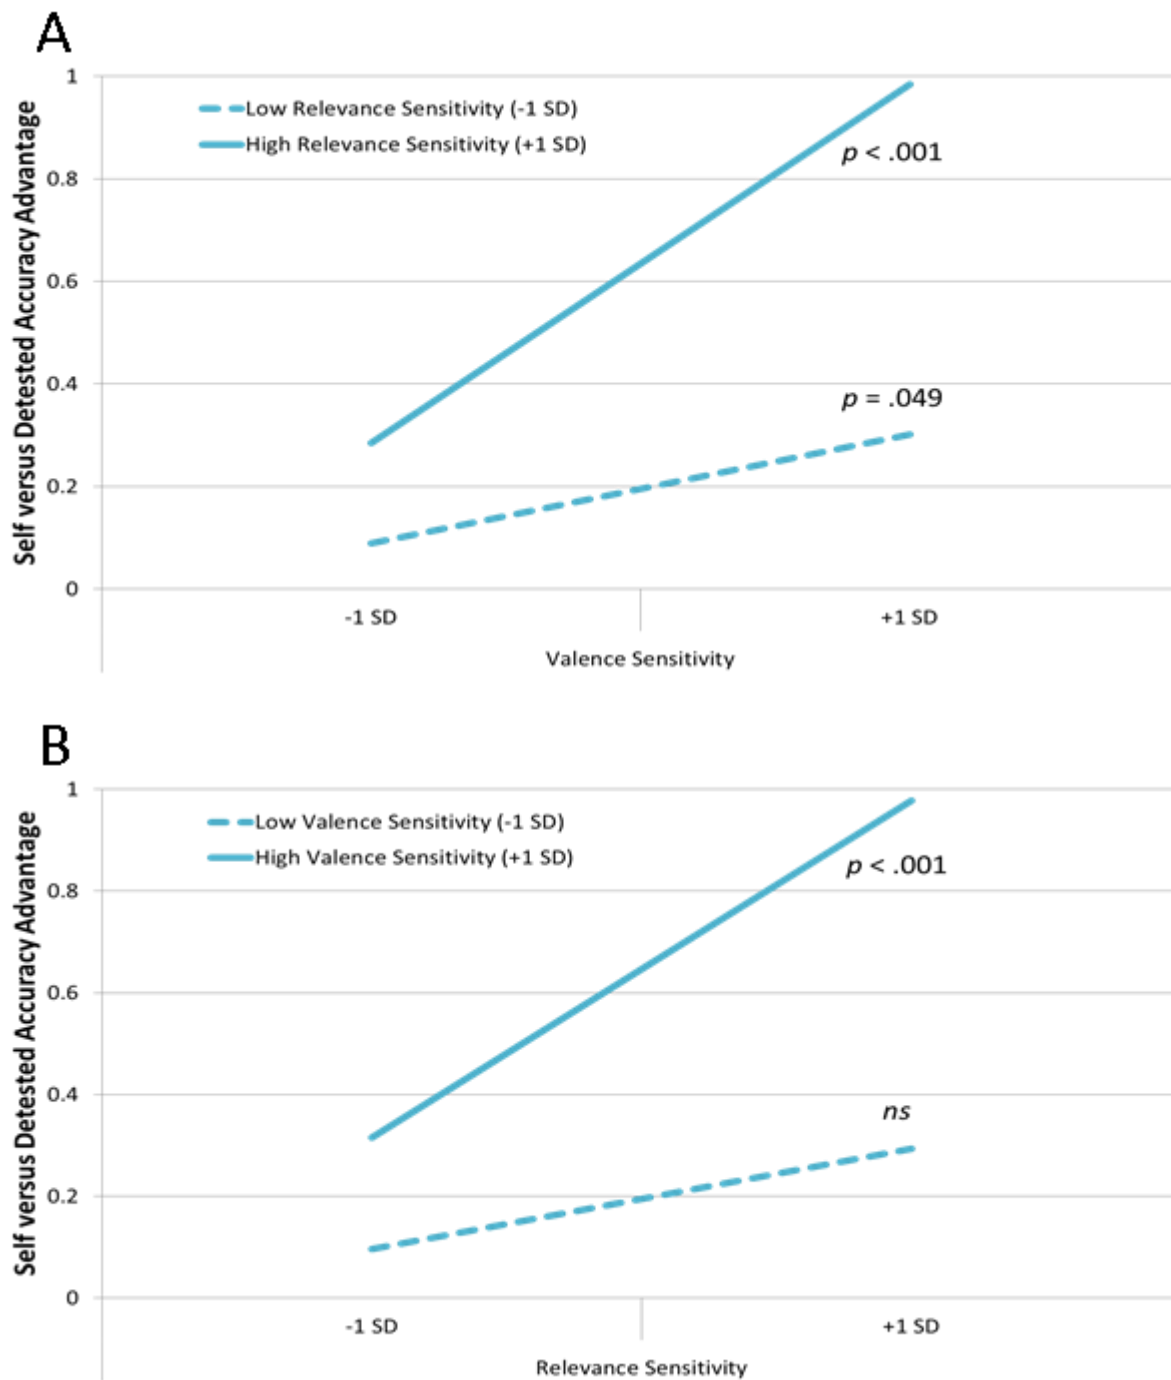 A
Self versus Detested Accuracy Advantage
1
0.8
0.6
0.4
0.2
0
Low Relevance Sensitivity (-1 SD)
High Relevance Sensitivity (+1 SD)
p < .001
p = .049
-1 SD
+1 SD
Valence Sensitivity
B
Self versus Detested Accuracy Advantage
1
0.8
0.6
0.4
0.2
0
Low Valence Sensitivity (-1 SD)
High Valence Sensitivity (+1 SD)
p < .001
ns
-1 SD
+1 SD
Relevance Sensitivity